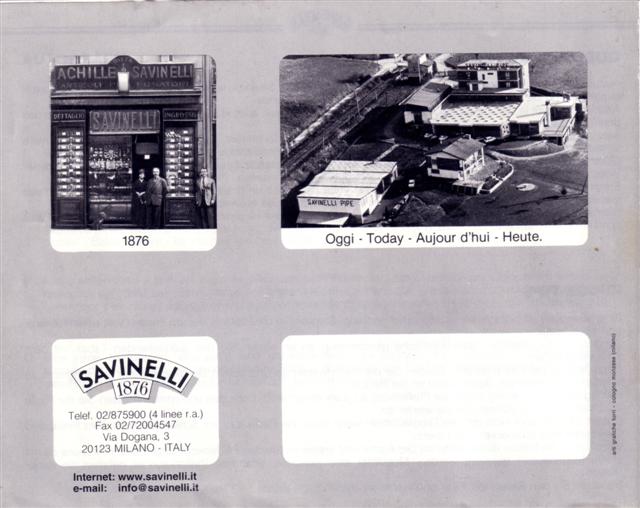 ACHILLE SAVINELLI
DETTAGLIO
SAVINELLI
INGROSSO
1876
SAVINELLI PIPE
Oggi - Today - Aujour d'hui - Heute.
SAVINELLI
1876
Telef. 02/875900 (4 linee r.a.)
Fax 02/72004547
Via Dogana, 3
20123 MILANO - ITALY
Internet: www.savinelli.it
e-mail: info@savinelli.it
arti grafiche torri - cologno monzese (milano)